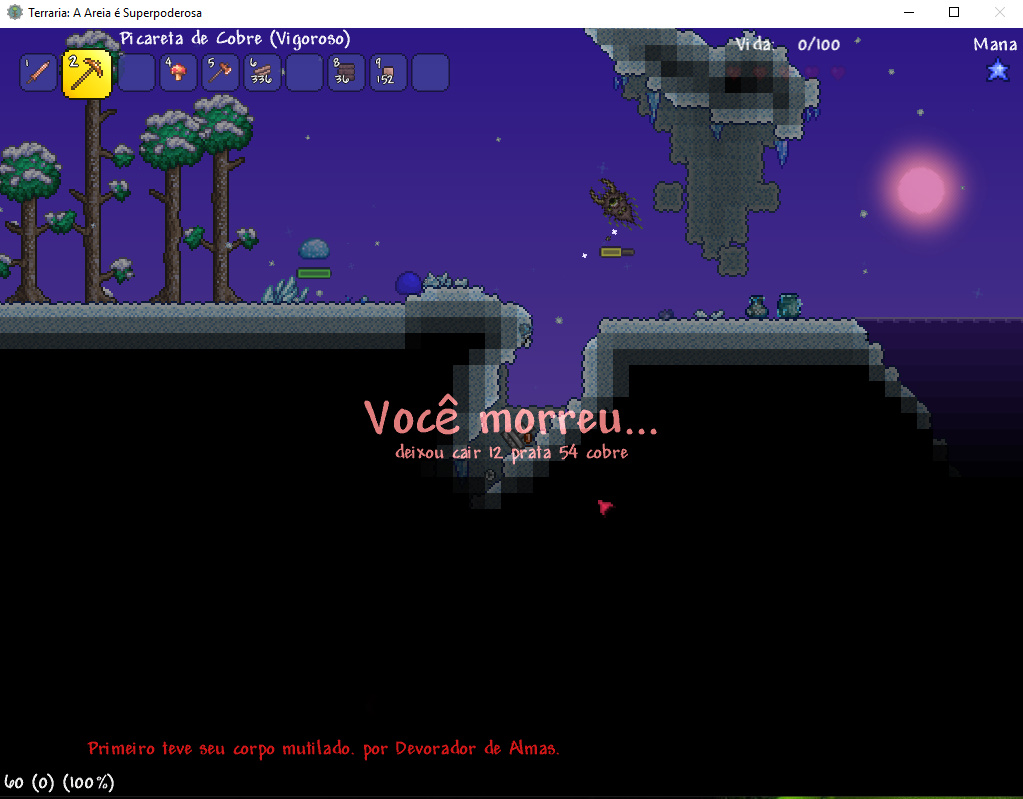 Terraria: A Areia é Superpoderosa
Picareta de Cobre (Vigoroso)
Vida: 0/100
Mana
1
2
4
5
6
336
8
36
9
152
Você morreu...
deixou cair 12 prata 54 cobre
Primeiro teve seu corpo mutilado. por Devorador de Almas.
60 (0) (100%)